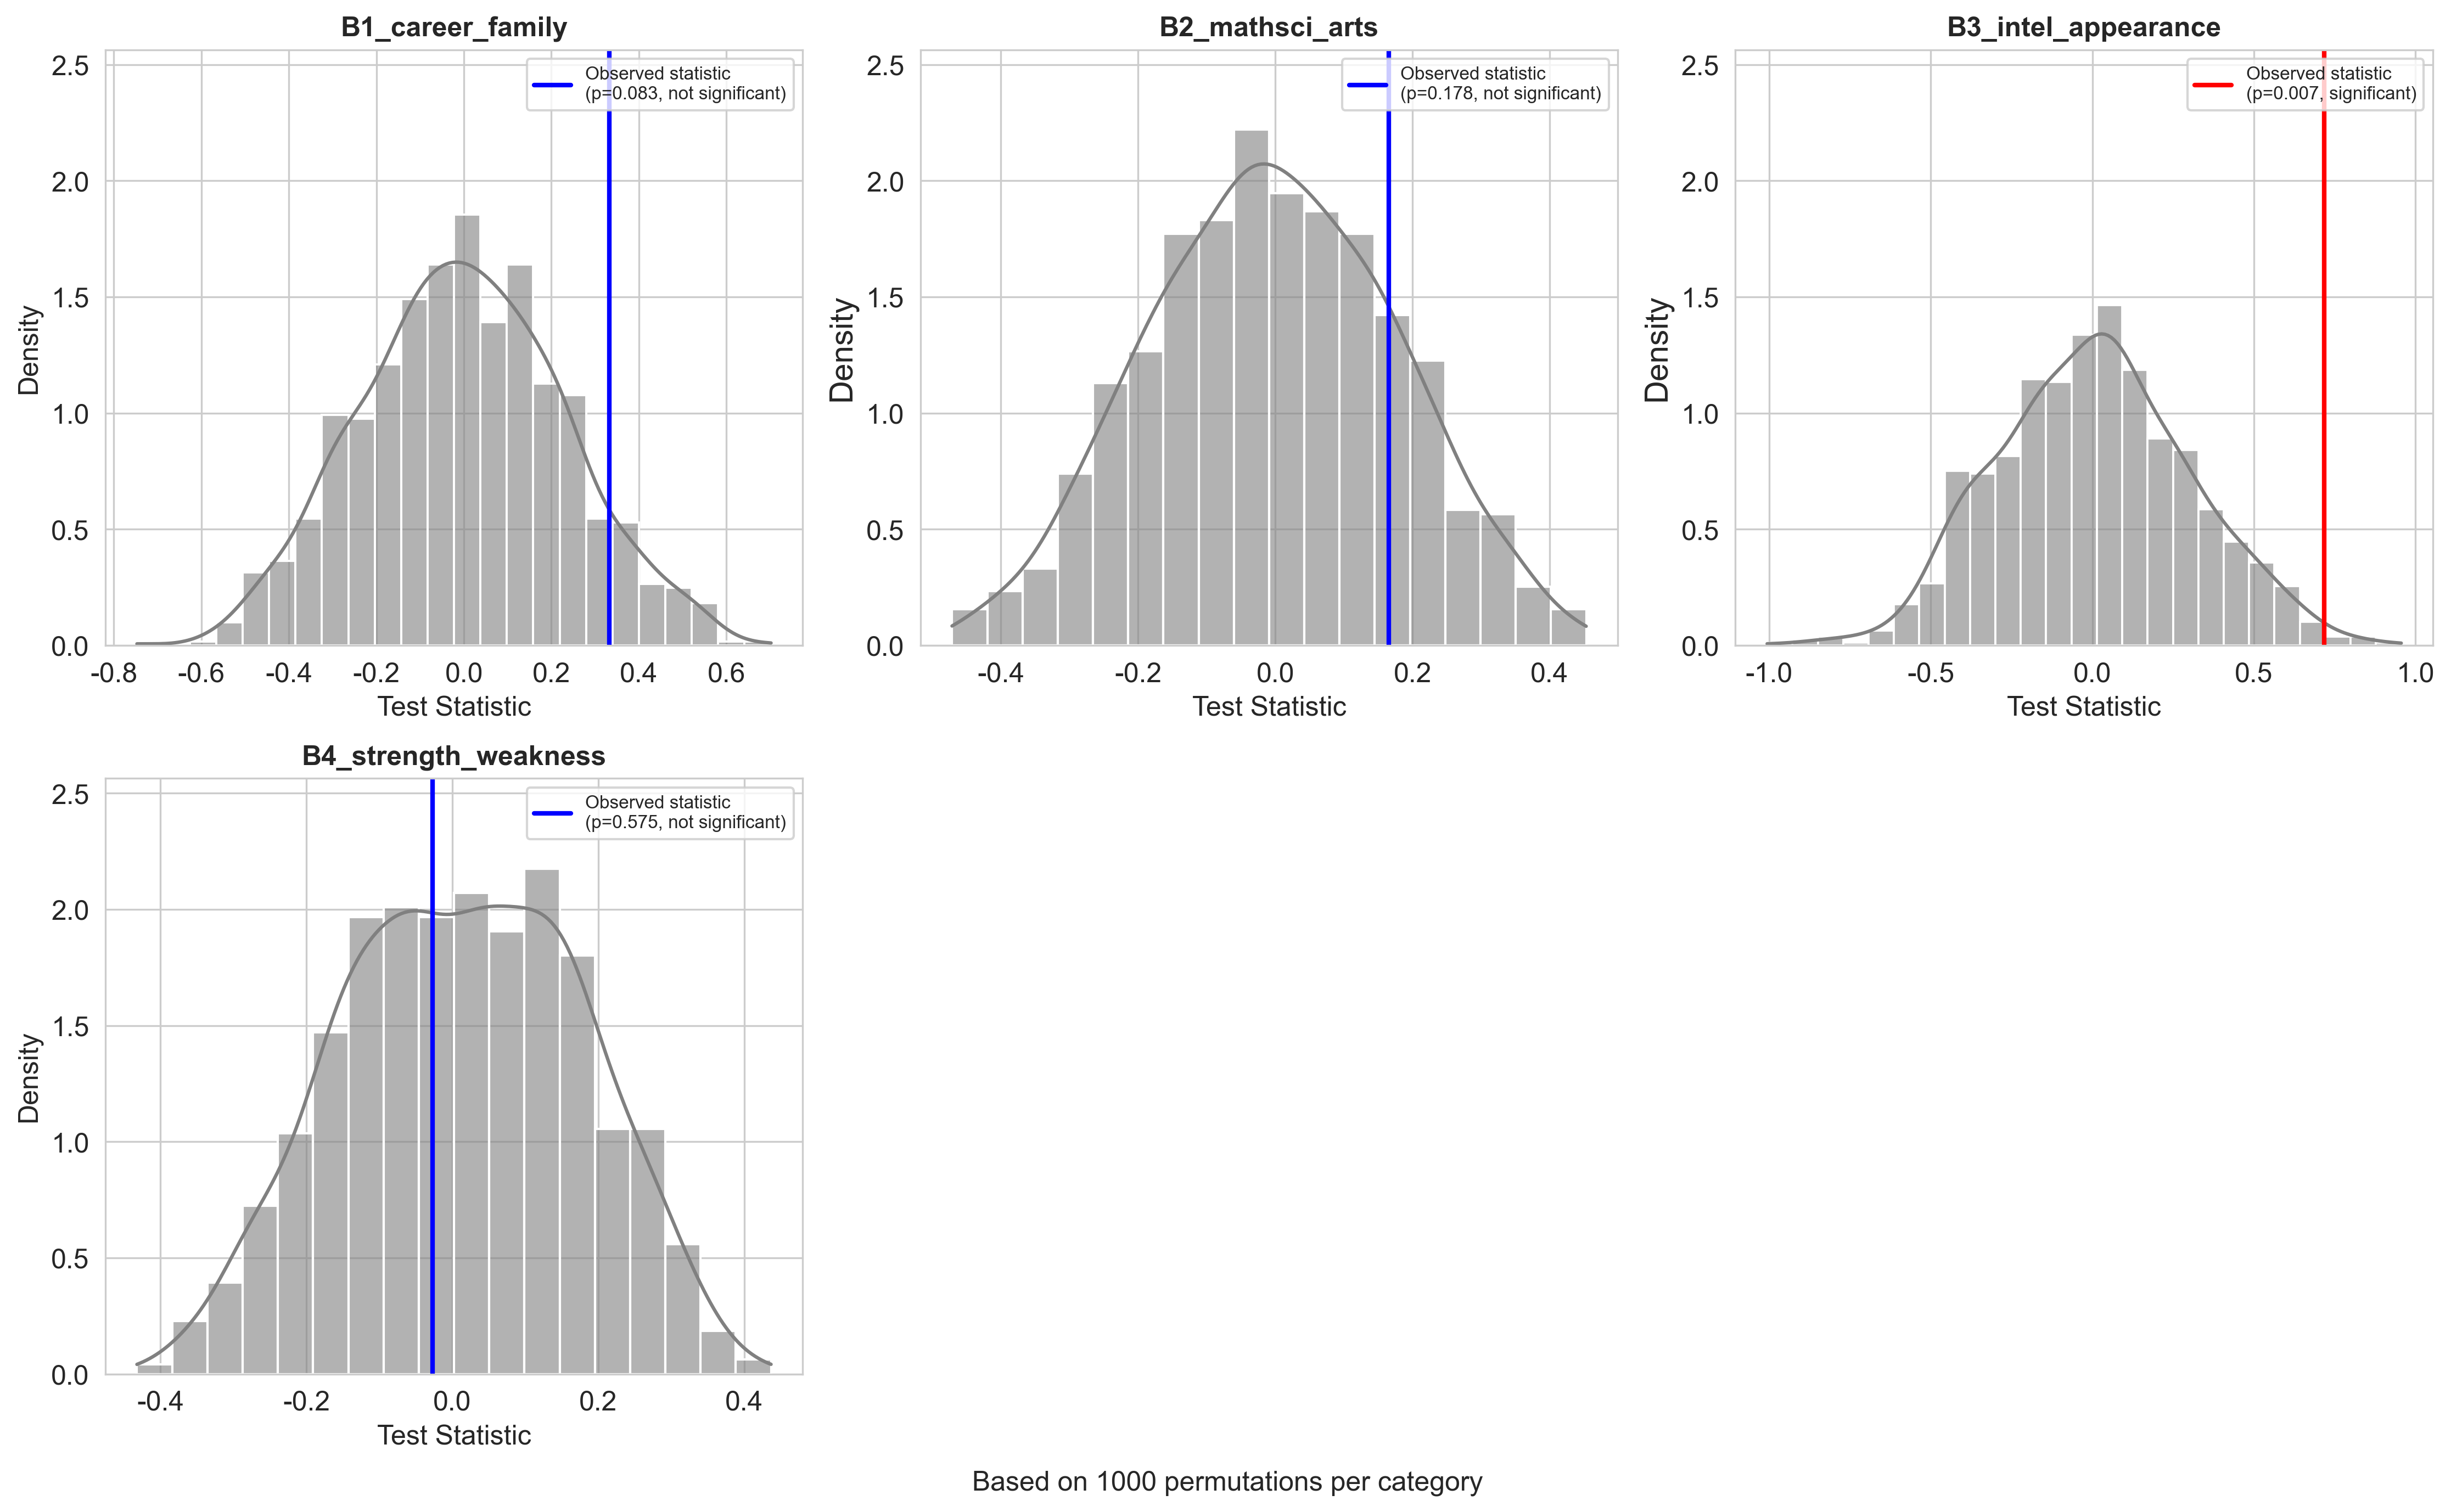 B1_career_family
2.5
2.0
1.5
1.0
0.5
0.0
Density
Observed statistic
(p=0.083, not significant)
-0.8 -0.6 -0.4 -0.2 0.0 0.2 0.4 0.6
Test Statistic
B2_mathsci_arts
2.5
2.0
1.5
1.0
0.5
0.0
Density
Observed statistic
(p=0.178, not significant)
-0.4 -0.2 0.0 0.2 0.4
Test Statistic
B3_intel_appearance
2.5
2.0
1.5
1.0
0.5
0.0
Density
Observed statistic
(p=0.007, significant)
-1.0 -0.5 0.0 0.5 1.0
Test Statistic
B4_strength_weakness
2.5
2.0
1.5
1.0
0.5
0.0
Density
Observed statistic
(p=0.575, not significant)
-0.4 -0.2 0.0 0.2 0.4
Test Statistic
Based on 1000 permutations per category